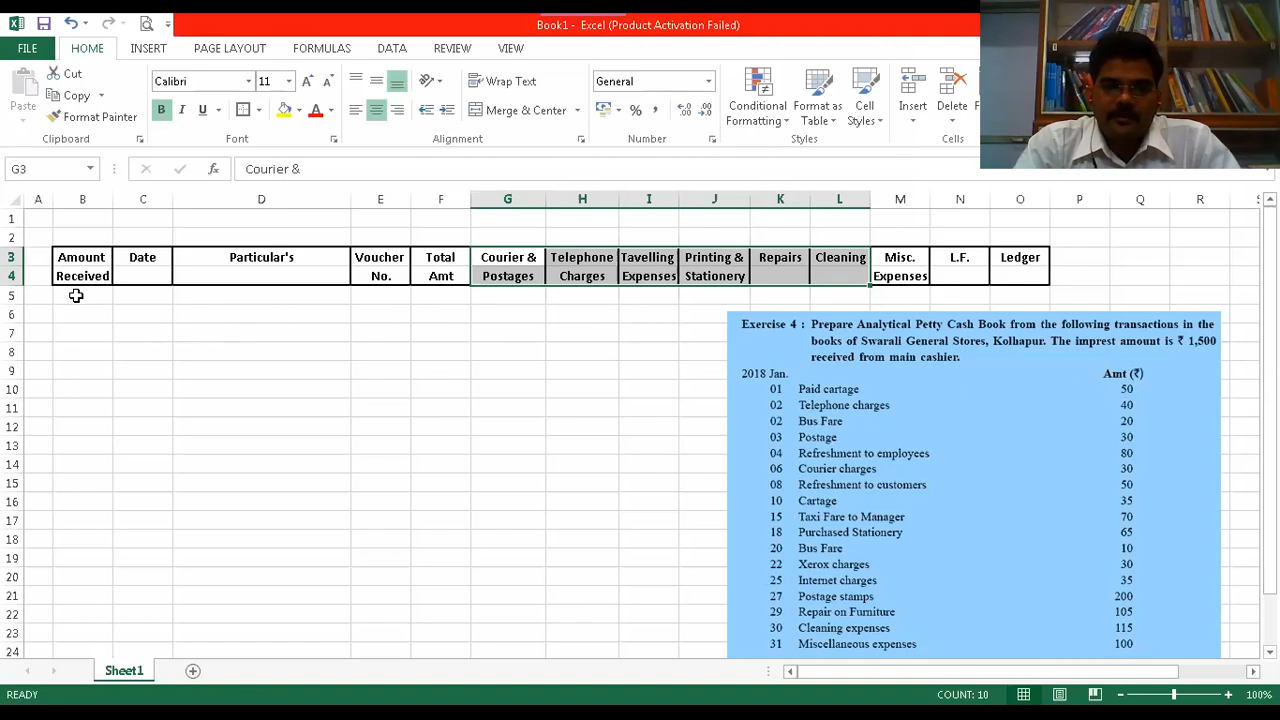 Book1 - Excel (Product Activation Failed)
FILE HOME INSERT PAGE LAYOUT FORMULAS DATA REVIEW VIEW
Paste Cut Copy Format Painter Clipboard
Calibri 11 B I U A Font
Wrap Text Merge & Center Alignment
General % , Number
Conditional Formatting Format as Table Cell Styles Styles
Insert Delete Cells
G3 fx Courier &
A B C D E F G H I J K L M N O P Q R
1
2
3 Amount Date Particular's Voucher Total Courier & Telephone Tavelling Printing & Repairs Cleaning Misc. L.F. Ledger
4 Received No. Amt Postages Charges Expenses Stationery Expenses
5
6
7
8
9
10
11
12
13
14
15
16
17
18
19
20
21
22
23
24
Exercise 4 : Prepare Analytical Petty Cash Book from the following transactions in the
books of Swarali General Stores, Kolhapur. The imprest amount is ₹ 1,500
received from main cashier.
2018 Jan. Amt (₹)
01 Paid cartage 50
02 Telephone charges 40
02 Bus Fare 20
03 Postage 30
04 Refreshment to employees 80
06 Courier charges 30
08 Refreshment to customers 50
10 Cartage 35
15 Taxi Fare to Manager 70
18 Purchased Stationery 65
20 Bus Fare 10
22 Xerox charges 30
25 Internet charges 35
27 Postage stamps 200
29 Repair on Furniture 105
30 Cleaning expenses 115
31 Miscellaneous expenses 100
Sheet1
READY COUNT: 10 100%